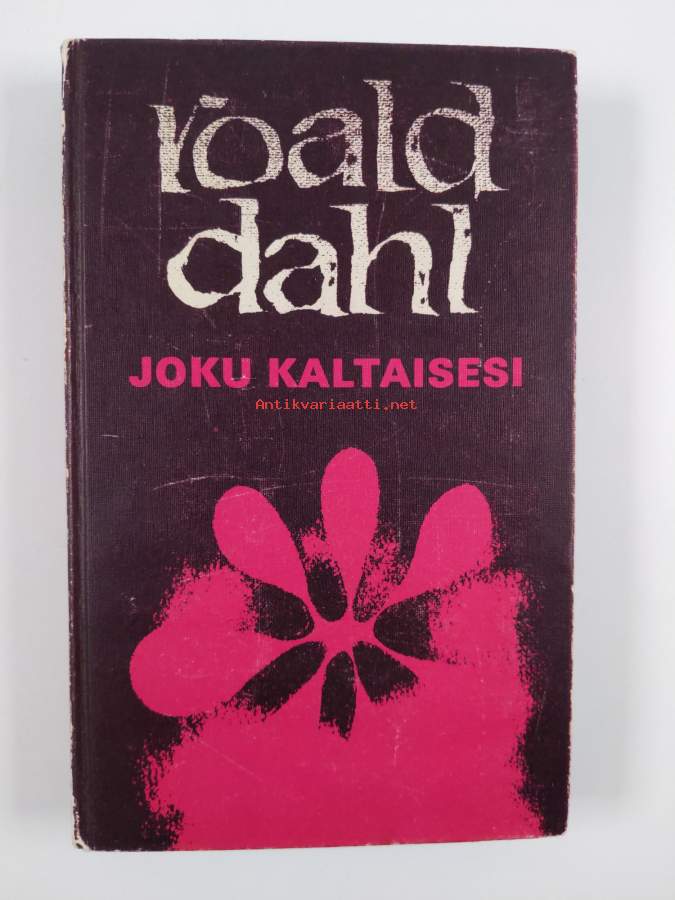 roald
dahl
JOKU KALTAISESI
Antikvariaatti.net